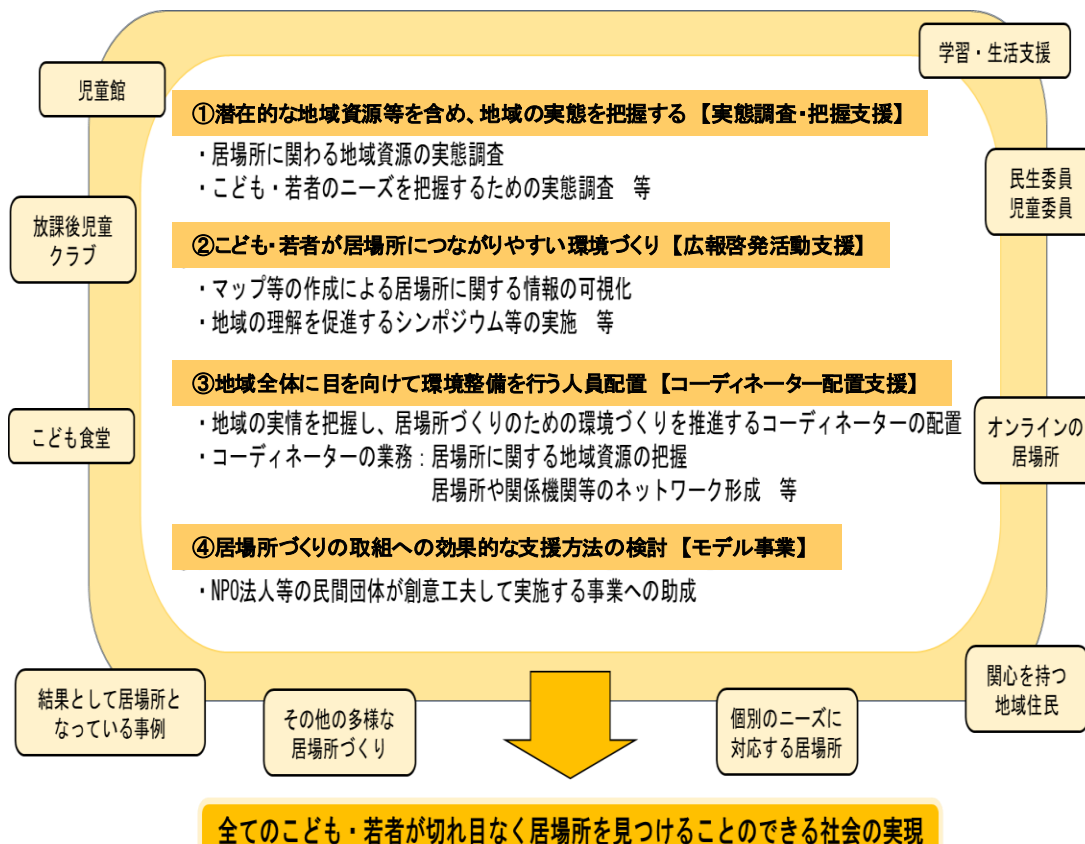 学習・生活支援
児童館
①潜在的な地域資源等を含め、地域の実態を把握する【実態調査・把握支援】
・居場所に関わる地域資源の実態調査
・こども・若者のニーズを把握するための実態調査　等
民生委員
児童委員
放課後児童
クラブ
②こども・若者が居場所につながりやすい環境づくり【広報啓発活動支援】
・マップ等の作成による居場所に関する情報の可視化
・地域の理解を促進するシンポジウム等の実施　等
③地域全体に目を向けて環境整備を行う人員配置【コーディネーター配置支援】
・地域の実情を把握し、居場所づくりのための環境づくりを推進するコーディネーターの配置
・コーディネーターの業務：居場所に関する地域資源の把握
居場所や関係機関等のネットワーク形成　等
こども食堂
オンラインの
居場所
④居場所づくりの取組への効果的な支援方法の検討【モデル事業】
・NPO法人等の民間団体が創意工夫して実施する事業への助成
結果として居場所と
なっている事例
その他の多様な
居場所づくり
個別のニーズに
対応する居場所
関心を持つ
地域住民
全てのこども・若者が切れ目なく居場所を見つけることのできる社会の実現